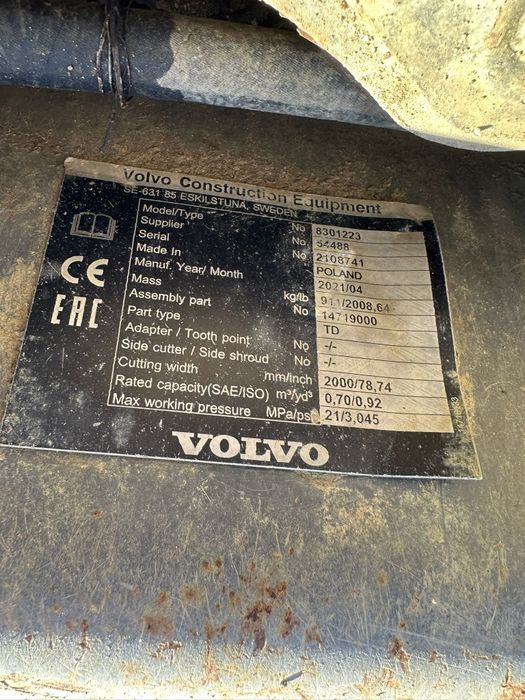 Volvo Construction Equipment
SE-631 85 ESKILSTUNA, SWEDEN
Model/Type No 8301223
Supplier No 54488
Serial No 2108741
Made In POLAND
Manuf. Year/ Month 2021/04
Mass kg/lb 911/2008,64
Assembly part No 14719000
Part type TD
Adapter / Tooth point No -/-
Side cutter / Side shroud No -/-
Cutting width mm/inch 2000/78,74
Rated capacity(SAE/ISO) m³/yd³ 0,70/0,92
Max working pressure MPa/psi 21/3,045
CE
EAC
VOLVO